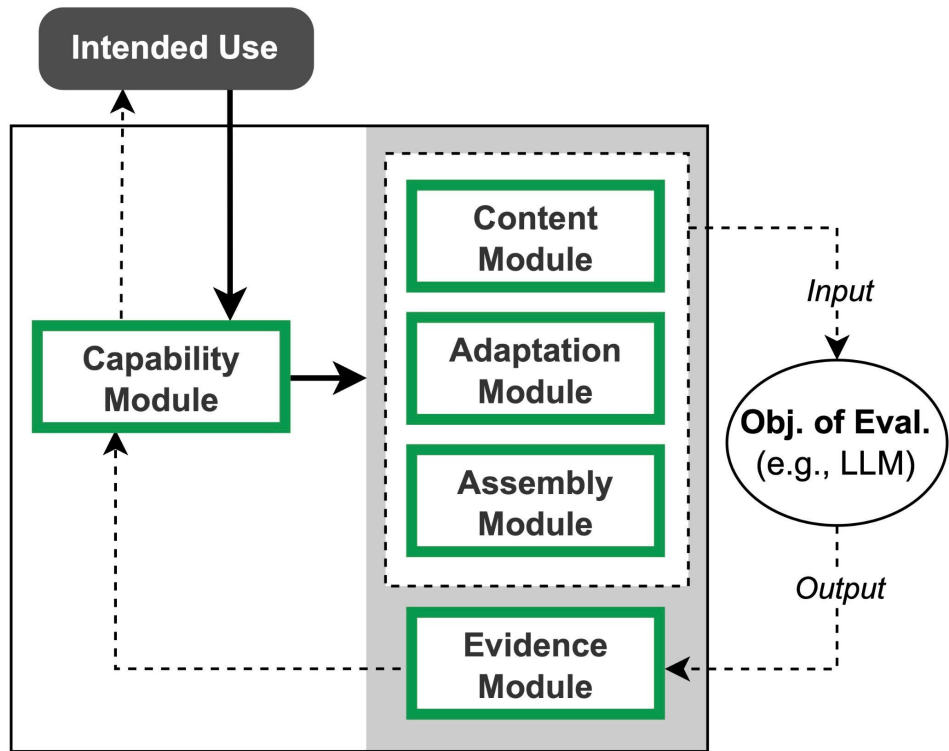 Intended Use
Content
Module
Input
Capability
Module
Adaptation
Module
Obj. of Eval.
(e.g., LLM)
Assembly
Module
Output
Evidence
Module